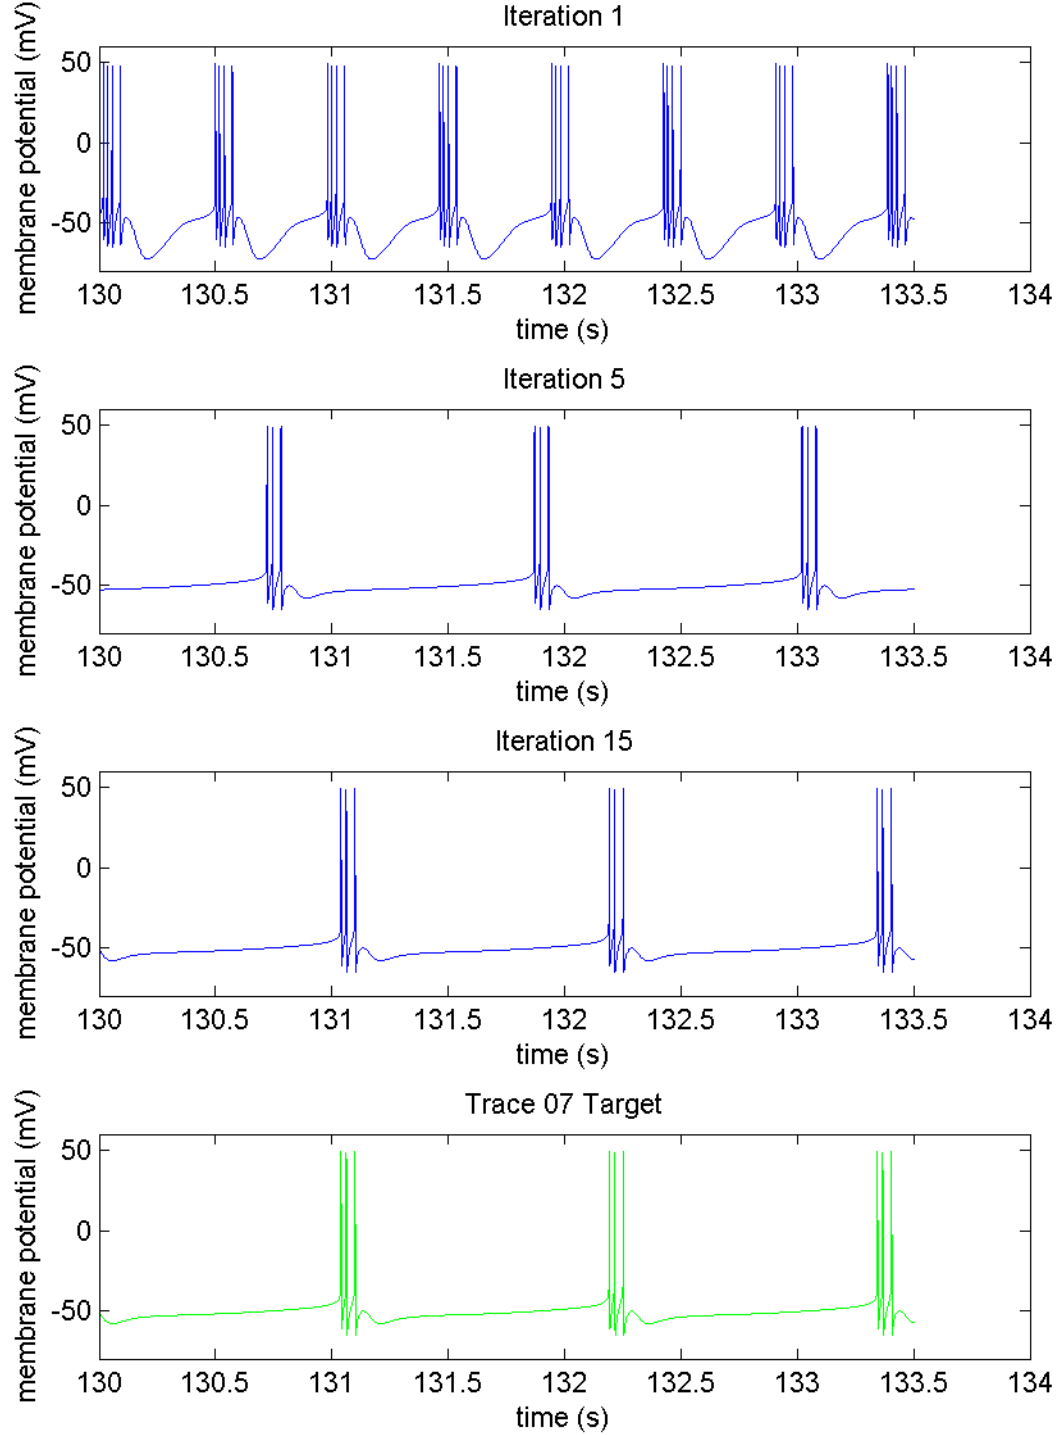 Iteration 1
membrane potential (mV)
50
0
-50
130 130.5 131 131.5 132 132.5 133 133.5 134
time (s)
Iteration 5
membrane potential (mV)
50
0
-50
130 130.5 131 131.5 132 132.5 133 133.5 134
time (s)
Iteration 15
membrane potential (mV)
50
0
-50
130 130.5 131 131.5 132 132.5 133 133.5 134
time (s)
Trace 07 Target
membrane potential (mV)
50
0
-50
130 130.5 131 131.5 132 132.5 133 133.5 134
time (s)